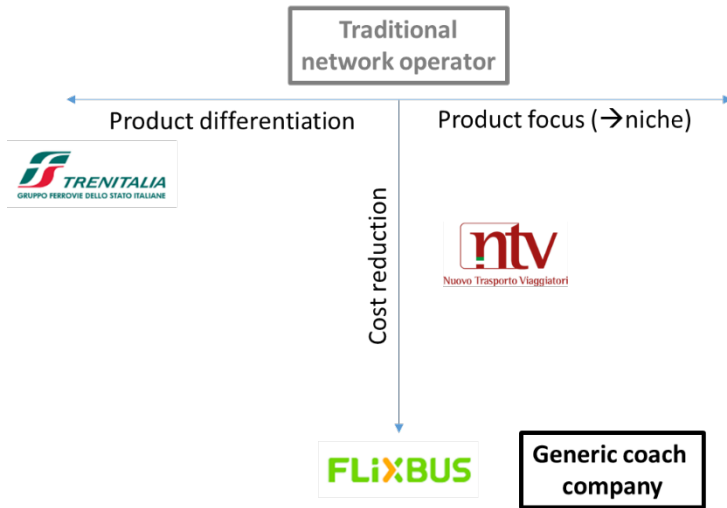 Traditional
network operator
Product differentiation
Product focus (→niche)
TRENITALIA
GRUPPO FERROVIE DELLO STATO ITALIANE
Cost reduction
ntv
Nuovo Trasporto Viaggiatori
FLiXBUS
Generic coach
company